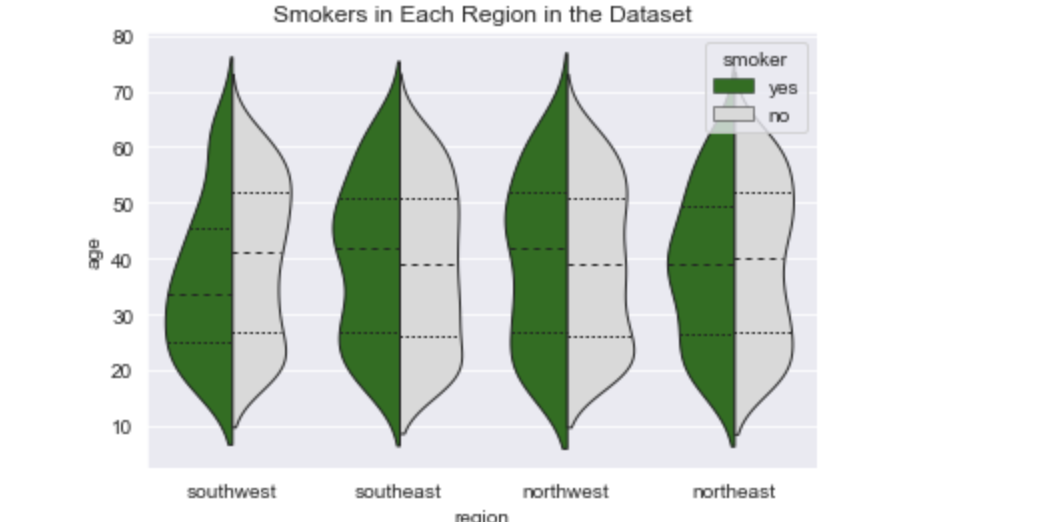 Smokers in Each Region in the Dataset
80
70
60
50
40
30
20
10
age
smoker
yes
no
southwest southeast northwest northeast
region